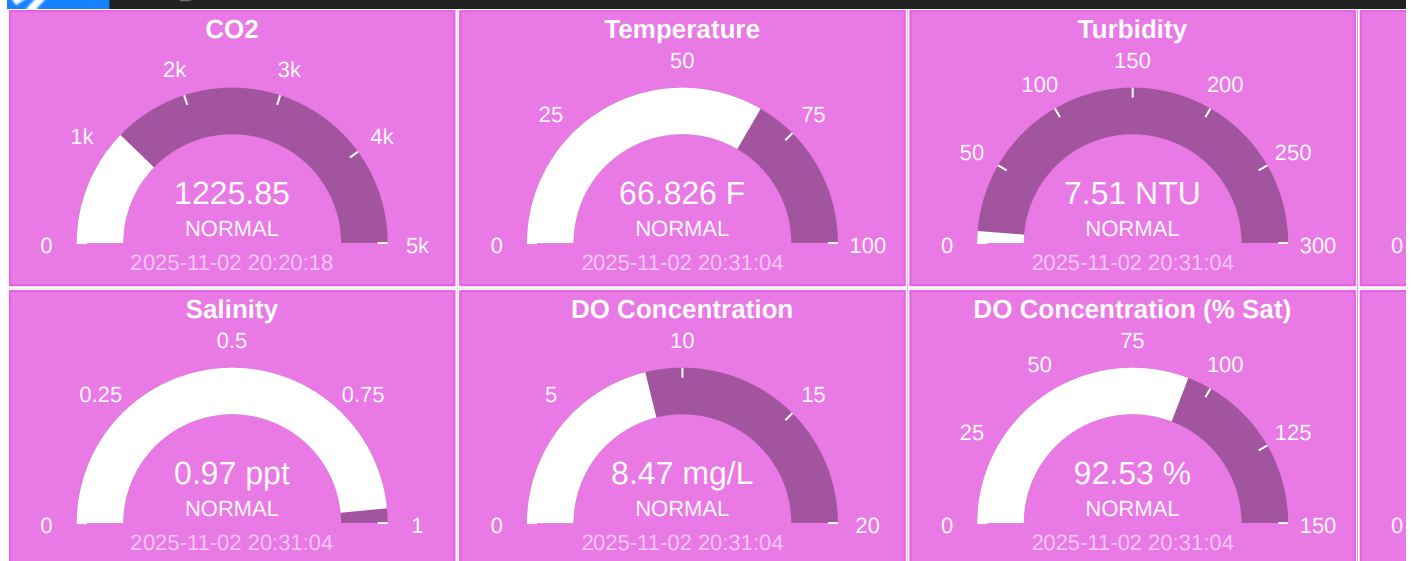 CO2
0
1k
2k
3k
4k
5k
1225.85
NORMAL
2025-11-02 20:20:18
Temperature
0
25
50
75
100
66.826 F
NORMAL
2025-11-02 20:31:04
Turbidity
0
50
100
150
200
250
300
7.51 NTU
NORMAL
2025-11-02 20:31:04
0
Salinity
0
0.25
0.5
0.75
1
0.97 ppt
NORMAL
2025-11-02 20:31:04
DO Concentration
0
5
10
15
20
8.47 mg/L
NORMAL
2025-11-02 20:31:04
DO Concentration (% Sat)
0
25
50
75
100
125
150
92.53 %
NORMAL
2025-11-02 20:31:04
0